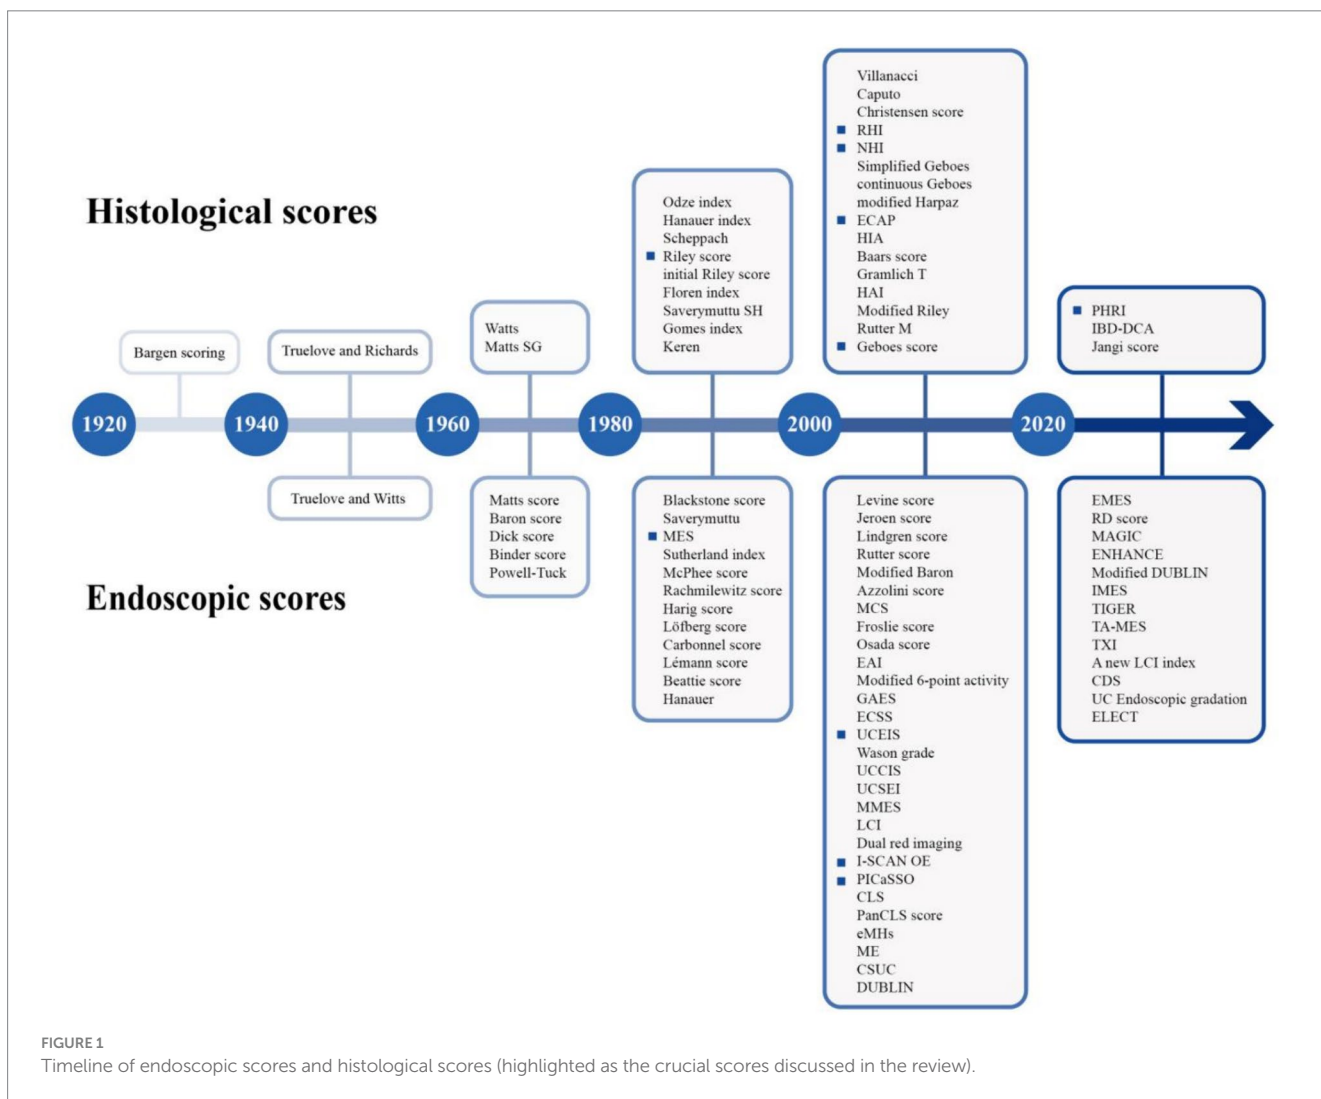 Histological scores
Bargen scoring
Truelove and Richards
Watts
Matts SG
Odze index
Hanauer index
Scheppach
Riley score
initial Riley score
Floren index
Saverymuttu SH
Gomes index
Keren
Villanacci
Caputo
Christensen score
RHI
NHI
Simplified Geboes
continuous Geboes
modified Harpaz
ECAP
HIA
Baars score
Gramlich T
HAI
Modified Riley
Rutter M
Geboes score
PHRI
IBD-DCA
Jangi score
1920
1940
1960
1980
2000
2020
Endoscopic scores
Truelove and Witts
Matts score
Baron score
Dick score
Binder score
Powell-Tuck
Blackstone score
Saverymuttu
MES
Sutherland index
McPhee score
Rachmilewitz score
Harig score
Löfberg score
Carbonnel score
Lémann score
Beattie score
Hanauer
Levine score
Jeroen score
Lindgren score
Rutter score
Modified Baron
Azzolini score
MCS
Froslie score
Osada score
EAI
Modified 6-point activity
GAES
ECSS
UCEIS
Wason grade
UCCIS
UCSEI
MMES
LCI
Dual red imaging
I-SCAN OE
PICaSSO
CLS
PanCLS score
eMHs
ME
CSUC
DUBLIN
EMES
RD score
MAGIC
ENHANCE
Modified DUBLIN
IMES
TIGER
TA-MES
TXI
A new LCI index
CDS
UC Endoscopic gradation
ELECT
FIGURE 1
Timeline of endoscopic scores and histological scores (highlighted as the crucial scores discussed in the review).